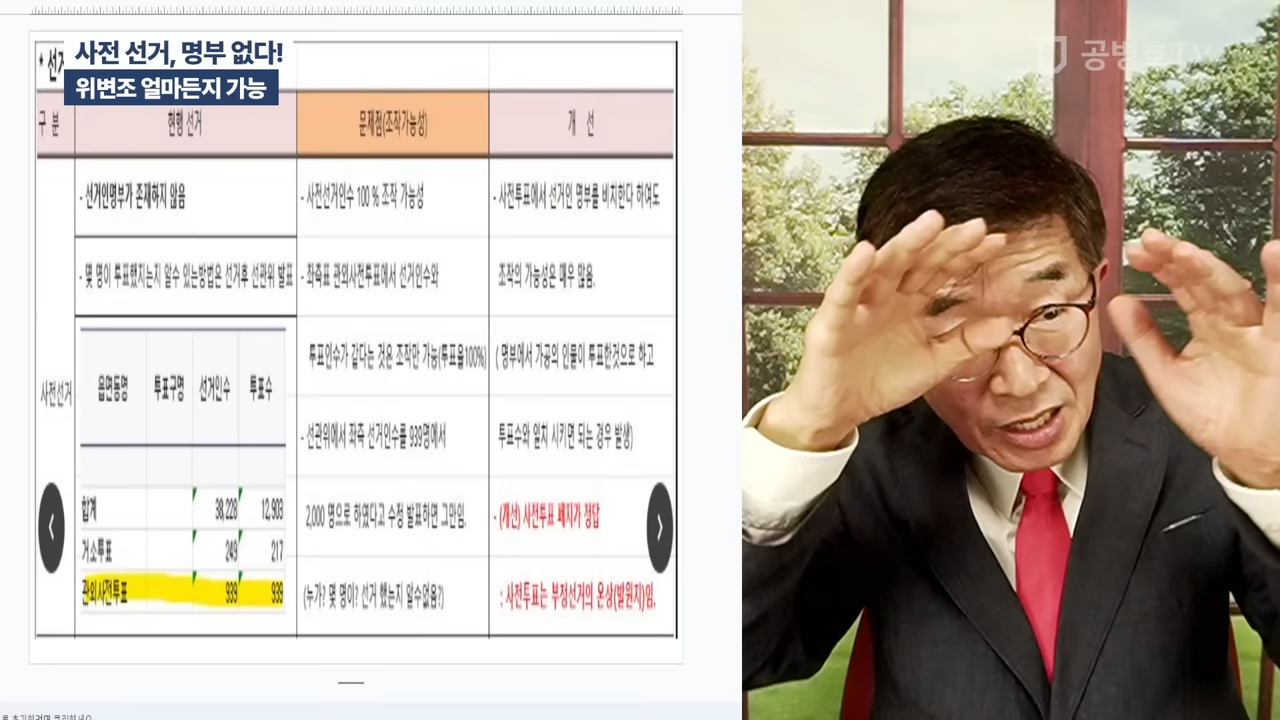 사전 선거, 명부 없다!
위변조 얼마든지 가능
공병호TV
* 선거
구 분
현행 선거
문제점(조작가능성)
개 선
사전선거
- 선거인명부가 존재하지 않음
- 사전선거인수 100 % 조작 가능성
- 사전투표에서 선거인 명부를 비치한다 하여도
- 몇 명이 투표했지는지 알수 있는방법은 선거후 선관위 발표
- 좌측표 관외사전투표에서 선거인수와
조작의 가능성은 매우 많음.
투표인수가 같다는 것은 조작만 가능(투표율100%)
( 명부에서 가공의 인물이 투표한것으로 하고
읍면동명 투표구명 선거인수 투표수
- 선관위에서 좌측 선거인수를 939명에서
투표수와 일치 시키면 되는 경우 발생)
합계 38,228 12,903
2,000 명으로 하였다고 수정 발표하면 그만임.
- (개선) 사전투표 폐지가 정답
거소투표 249 217
관외사전투표 939 939
(누가? 몇 명이? 선거 했는지 알수없음?)
: 사전투표는 부정선거의 온상(발원지)임.